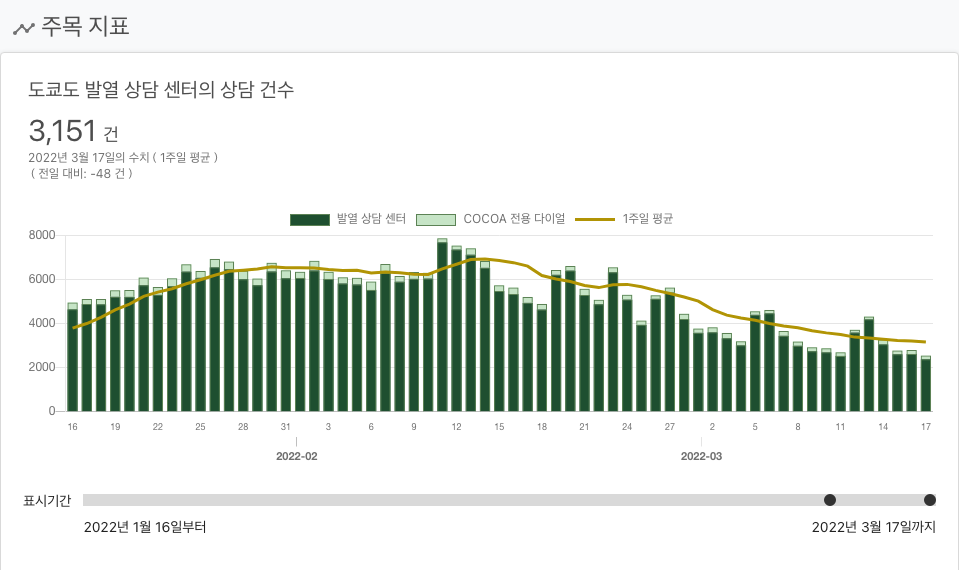 주목 지표
도쿄도 발열 상담 센터의 상담 건수
3,151 건
2022년 3월 17일의 수치 ( 1주일 평균 )
( 전일 대비: -48 건 )
발열 상담 센터 COCOA 전용 다이얼 1주일 평균
8000
6000
4000
2000
0
16 19 22 25 28 31 3 6 9 12 15 18 21 24 27 2 5 8 11 14 17
2022-02 2022-03
표시기간
2022년 1월 16일부터 2022년 3월 17일까지